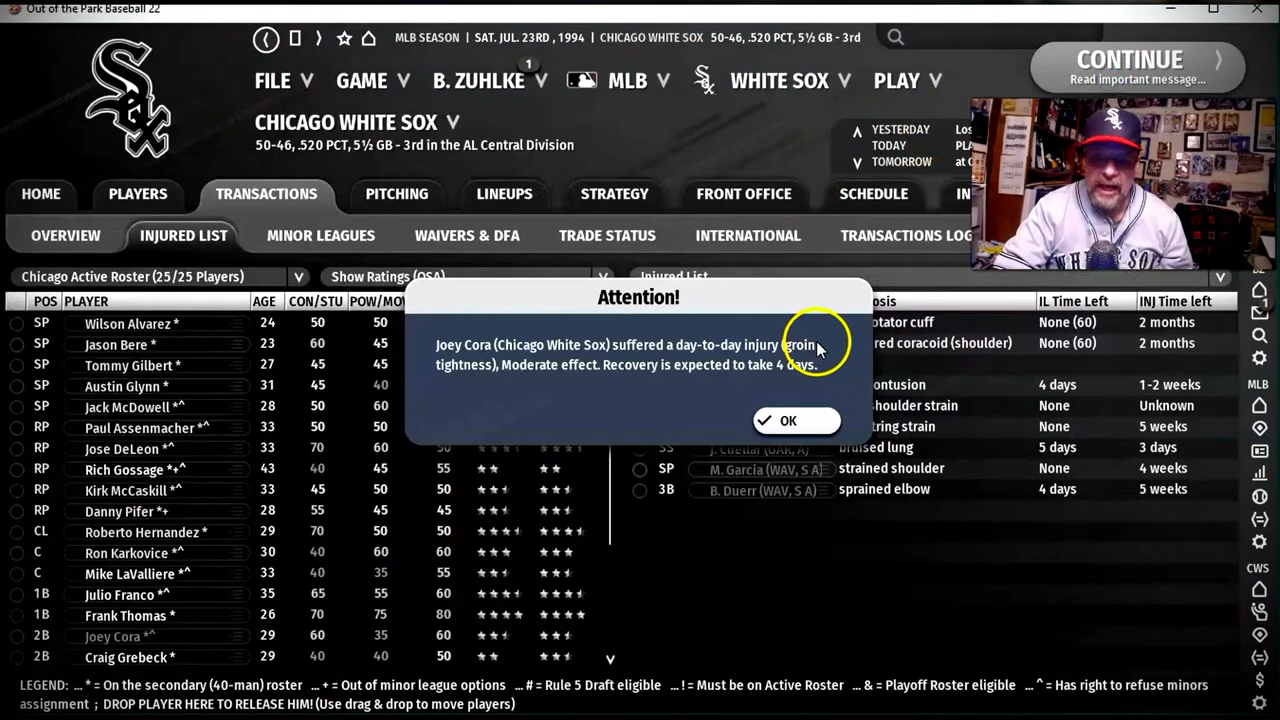 Out of the Park Baseball 22
MLB SEASON | SAT. JUL. 23RD , 1994 | CHICAGO WHITE SOX 50-46, .520 PCT, 5½ GB - 3rd
CONTINUE
Read important message...
1
FILE GAME B. ZUHLKE MLB WHITE SOX PLAY
CHICAGO WHITE SOX
50-46, .520 PCT, 5½ GB - 3rd in the AL Central Division
YESTERDAY
TODAY
TOMORROW
HOME PLAYERS TRANSACTIONS PITCHING LINEUPS STRATEGY FRONT OFFICE SCHEDULE
OVERVIEW INJURED LIST MINOR LEAGUES WAIVERS & DFA TRADE STATUS INTERNATIONAL TRANSACTIONS LOG
Chicago Active Roster (25/25 Players) Show Ratings (OSA) Injured List
POS PLAYER AGE CON/STU POW/MOV IL Time Left INJ Time left
SP Wilson Alvarez * 24 50 50 rotator cuff None (60) 2 months
SP Jason Bere * 23 60 45 coracoid (shoulder) None (60) 2 months
SP Tommy Gilbert * 27 45 45
SP Austin Glynn * 31 45 40 contusion 4 days 1-2 weeks
SP Jack McDowell *^ 28 50 60 shoulder strain None Unknown
RP Paul Assenmacher *^ 33 50 50 None 5 weeks
RP Jose DeLeon * 33 70 60 50 SS J. Cuellar (GAR, A) bruised lung 5 days 3 days
RP Rich Gossage *+^ 43 40 45 55 SP M. Garcia (WAV, S A) strained shoulder None 4 weeks
RP Kirk McCaskill *^ 33 45 50 45 3B B. Duerr (WAV, S A) sprained elbow 4 days 5 weeks
RP Danny Pifer *+ 28 55 45 45
CL Roberto Hernandez * 29 70 50 50
C Ron Karkovice *^ 30 40 60 60
C Mike LaValliere *^ 33 40 35 55
1B Julio Franco *^ 35 65 55 60
1B Frank Thomas * 26 70 75 80
2B Joey Cora *^ 29 60 35 60
2B Craig Grebeck * 29 40 40 50
Attention!
Joey Cora (Chicago White Sox) suffered a day-to-day injury (groin
tightness), Moderate effect. Recovery is expected to take 4 days.
OK
MLB
CWS
LEGEND: ... * = On the secondary (40-man) roster ... + = Out of minor league options ... # = Rule 5 Draft eligible ... ! = Must be on Active Roster ... & = Playoff Roster eligible ... ^ = Has right to refuse minors
assignment ; DROP PLAYER HERE TO RELEASE HIM! (Use drag & drop to move players)